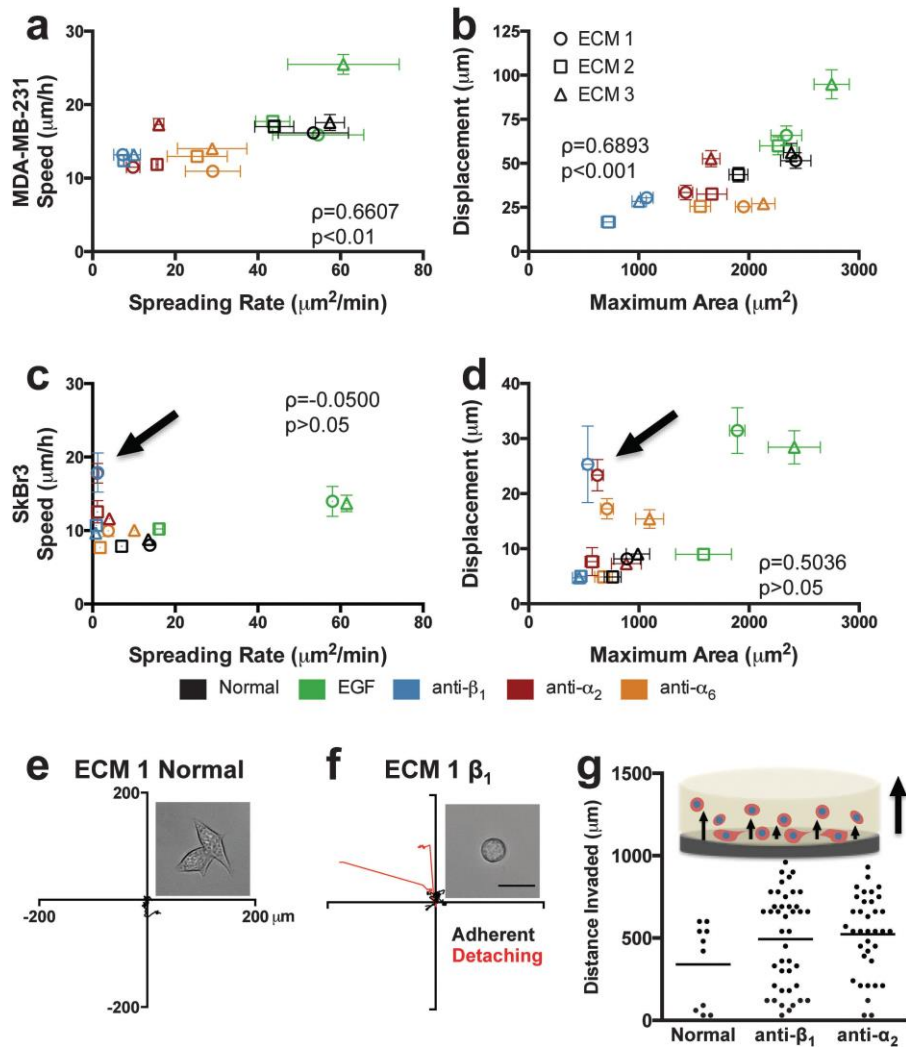 a
MDA-MB-231
Speed (μm/h)
30
20
10
0
0 20 40 60 80
Spreading Rate (μm²/min)
ρ=0.6607
p<0.01
b
Displacement (μm)
125
100
75
50
25
0
1000 2000 3000
Maximum Area (μm²)
ECM 1
ECM 2
ECM 3
ρ=0.6893
p<0.001
c
SkBr3
Speed (μm/h)
30
20
10
0
0 20 40 60 80
Spreading Rate (μm²/min)
ρ=-0.0500
p>0.05
d
Displacement (μm)
40
30
20
10
0
1000 2000 3000
Maximum Area (μm²)
ρ=0.5036
p>0.05
Normal EGF anti-β₁ anti-α₂ anti-α₆
e ECM 1 Normal
200
-200
200 μm
-200
f ECM 1 β₁
Adherent
Detaching
g
Distance Invaded (μm)
1500
1000
500
0
Normal anti-β₁ anti-α₂